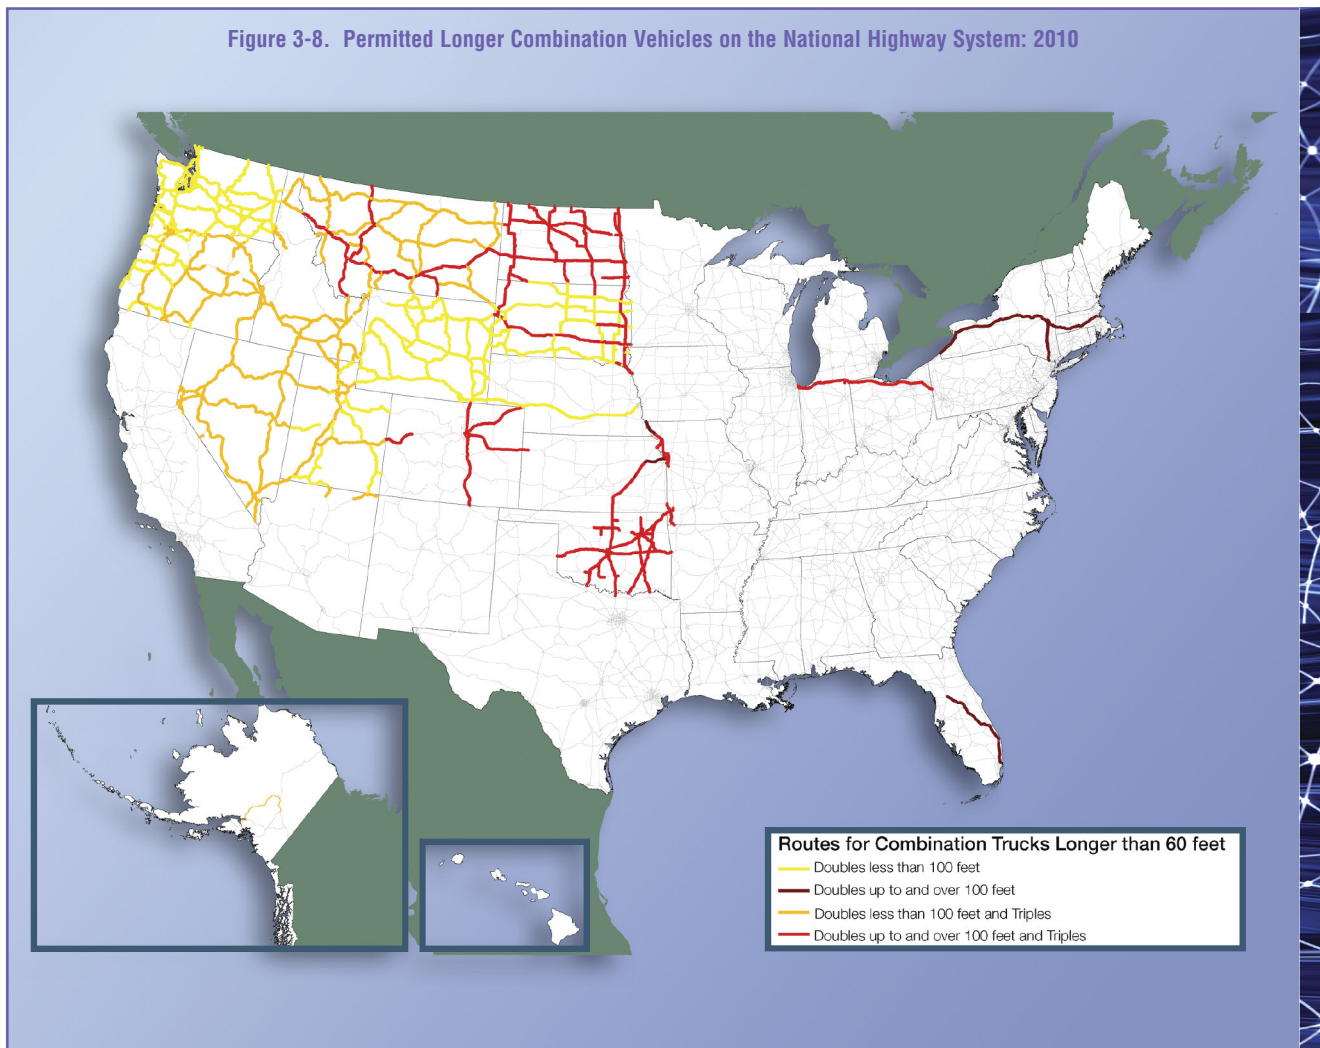 Figure 3-8. Permitted Longer Combination Vehicles on the National Highway System: 2010
Routes for Combination Trucks Longer than 60 feet
Doubles less than 100 feet
Doubles up to and over 100 feet
Doubles less than 100 feet and Triples
Doubles up to and over 100 feet and Triples